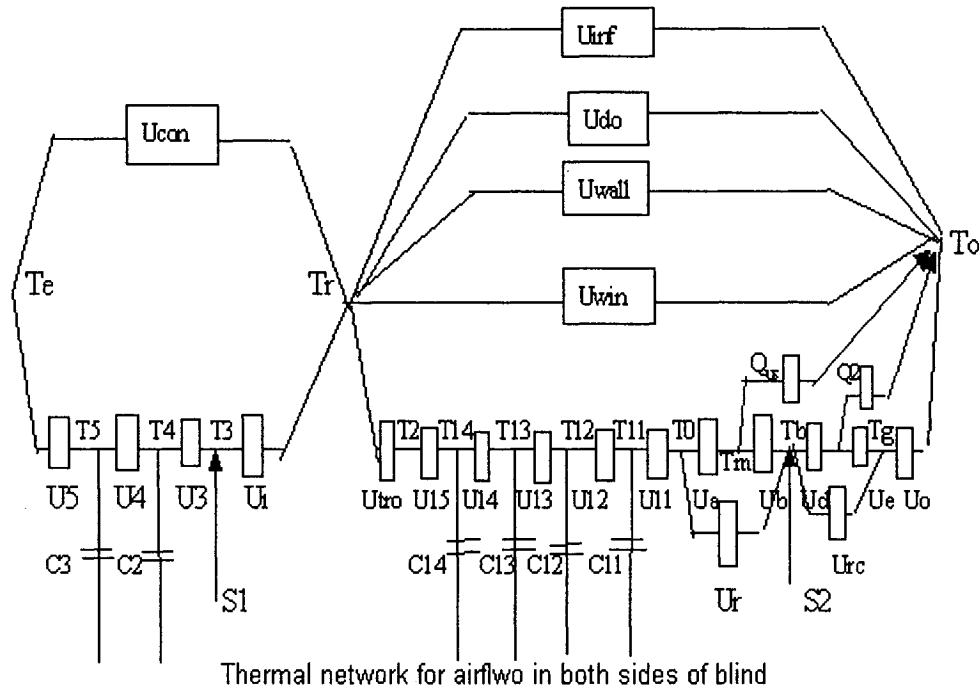 Uinf
Udo
Ucon
Uwall
To
Te
Tr
Uwin
Q2
T5 T4 T3 T2 T14 T13 T12 T11 T0 Tm Tb Tg
U5 U4 U3 Ui Utro U15 U14 U13 U12 U11 Ua Ub Ud Ue Uo
C3 C2 C14 C13 C12 C11 Ur Urc
S1 S2
Thermal network for airflwo in both sides of blind